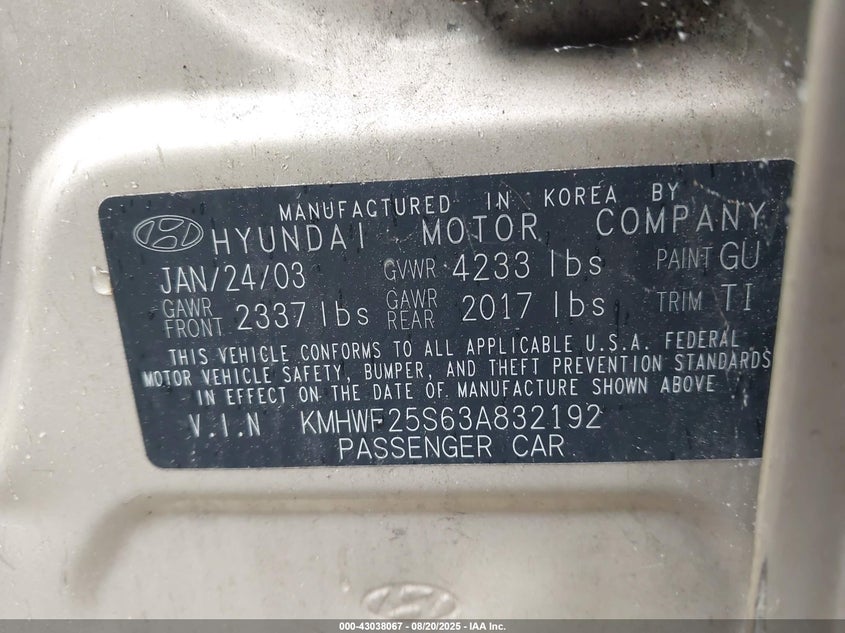 MANUFACTURED IN KOREA BY
HYUNDAI MOTOR COMPANY
JAN/24/03 GVWR 4233 lbs PAINT GU
GAWR FRONT 2337 lbs GAWR REAR 2017 lbs TRIM TI
THIS VEHICLE CONFORMS TO ALL APPLICABLE U.S.A. FEDERAL
MOTOR VEHICLE SAFETY, BUMPER, AND THEFT PREVENTION STANDARDS
IN EFFECT ON THE DATE OF MANUFACTURE SHOWN ABOVE
V.I.N KMHWF25S63A832192
PASSENGER CAR
000-43038067 - 08/20/2025 - IAA Inc.